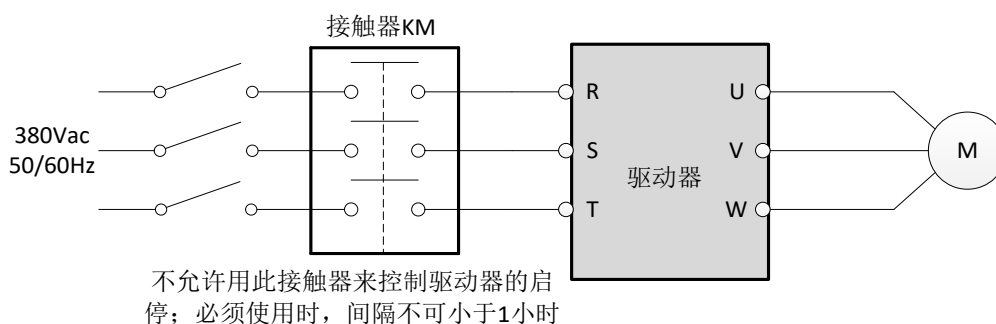 接触器KM
380Vac
50/60Hz
R
U
S
V
M
驱动器
T
W
不允许用此接触器来控制驱动器的启
停；必须使用时，间隔不可小于1小时